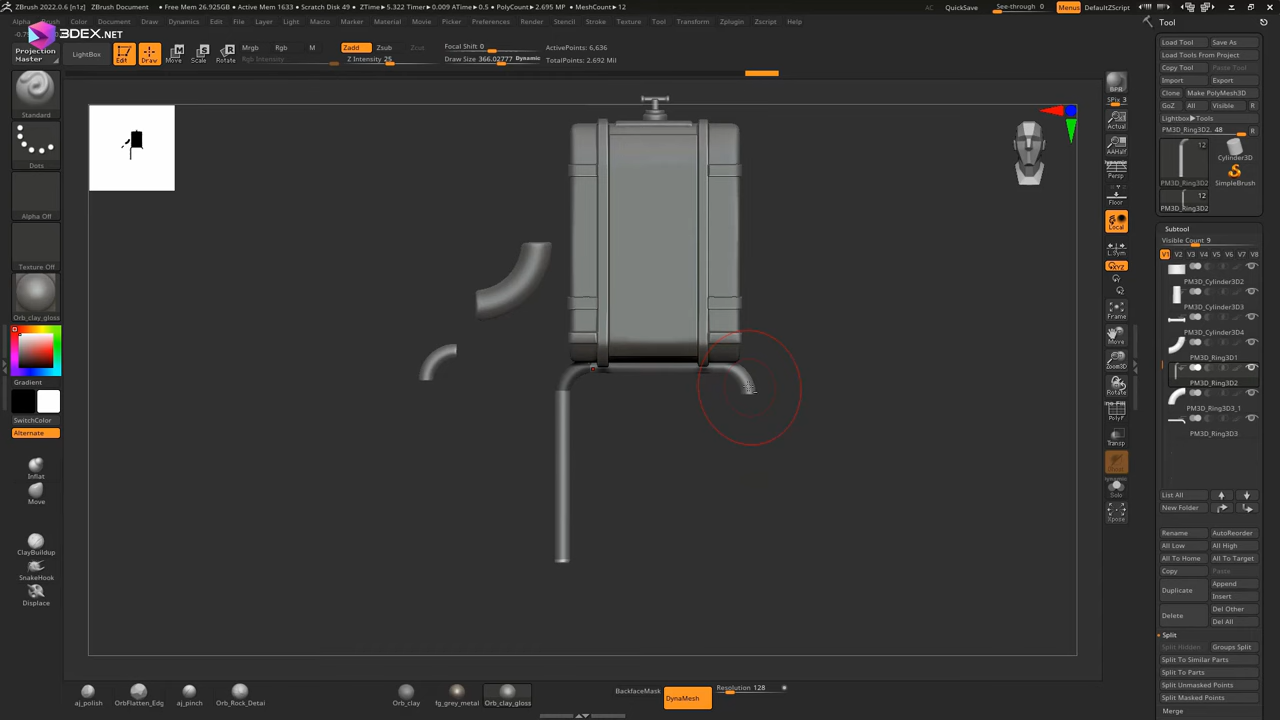 ZBrush 2022.0.6 [n1z] ZBrush Document • Free Mem 26.925GB • Active Mem 1633 • Scratch Disk 49 • ZTime▸5.322 Timer▸0.009 ATime▸0.5 • PolyCount▸2.695 MP • MeshCount▸12
AC QuickSave See-through 0 Menus DefaultZScript
Color Document Draw Dynamics Edit File Layer Light Macro Marker Material Movie Picker Preferences Render Stencil Stroke Texture Tool Transform Zplugin Zscript Help
3DEX.NET
Projection Master
LightBox
Edit Draw Move Scale Rotate
Mrgb Rgb M
Rgb Intensity
Zadd Zsub Zcut
Z Intensity 25
Focal Shift 0
Draw Size 366.02777 Dynamic
ActivePoints: 6,636
TotalPoints: 2.692 Mil
Standard
Dots
Alpha Off
Texture Off
Orb_clay_gloss
Gradient
SwitchColor
Alternate
Inflat
Move
ClayBuildup
SnakeHook
Displace
BPR
SPix 3
Actual
AAHalf
Dynamic
Persp
Floor
Local
L.Sym
XYZ
Frame
Move
Zoom3D
Rotate
PolyF
Transp
Dynamic
Solo
Xpose
Tool
Load Tool Save As
Load Tools From Project
Copy Tool Paste Tool
Import Export
Clone Make PolyMesh3D
GoZ All Visible R
Lightbox▸Tools
PM3D_Ring3D2. 48 R
12
PM3D_Ring3D2
Cylinder3D
SimpleBrush
12
PM3D_Ring3D2
Subtool
Visible Count 9
V1 V2 V3 V4 V5 V6 V7 V8
PM3D_Cylinder3D2
PM3D_Cylinder3D3
PM3D_Cylinder3D4
PM3D_Ring3D1
PM3D_Ring3D2
PM3D_Ring3D3_1
PM3D_Ring3D3
List All
New Folder
Rename AutoReorder
All Low All High
All To Home All To Target
Copy Paste
Duplicate Append
Insert
Delete Del Other
Del All
Split
Split Hidden Groups Split
Split To Similar Parts
Split To Parts
Split Unmasked Points
Split Masked Points
Merge
aj_polish OrbFlatten_Edg aj_pinch Orb_Rock_Detai
Orb_clay fg_grey_metal Orb_clay_gloss
BackfaceMask DynaMesh Resolution 128